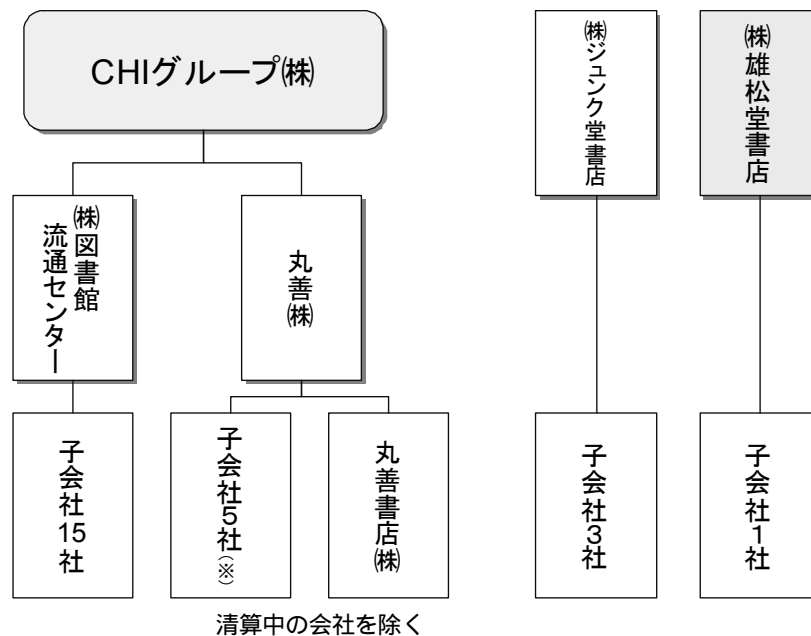 CHIグループ㈱
㈱ジュンク堂書店
㈱雄松堂書店
㈱図書館
流通センター
丸善㈱
子会社15社
子会社5社(※)
丸善書店㈱
子会社3社
子会社1社
清算中の会社を除く